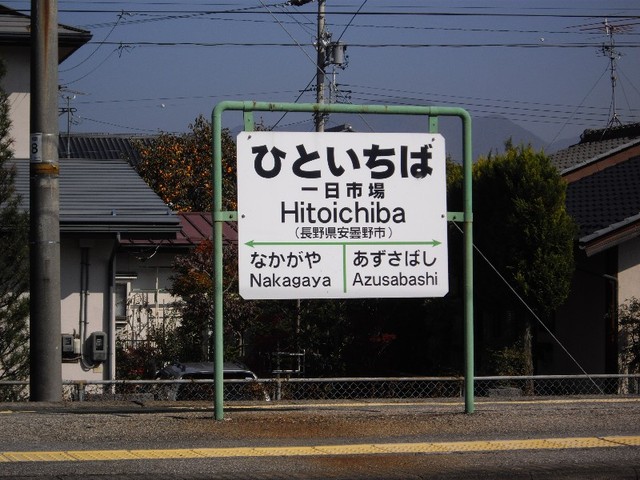 ひといちば
一日市場
Hitoichiba
(長野県安曇野市)
なかがや あずさばし
Nakagaya Azusabashi